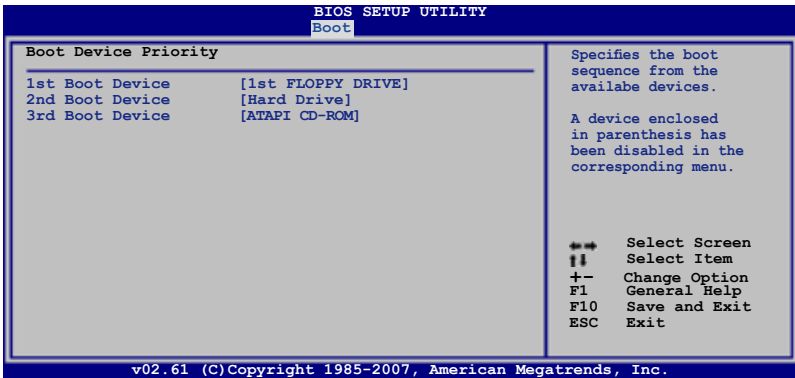 BIOS SETUP UTILITY
Boot
Boot Device Priority
1st Boot Device [1st FLOPPY DRIVE]
2nd Boot Device [Hard Drive]
3rd Boot Device [ATAPI CD-ROM]
Specifies the boot
sequence from the
availabe devices.
A device enclosed
in parenthesis has
been disabled in the
corresponding menu.
←→ Select Screen
↑↓ Select Item
+- Change Option
F1 General Help
F10 Save and Exit
ESC Exit
v02.61 (C)Copyright 1985-2007, American Megatrends, Inc.